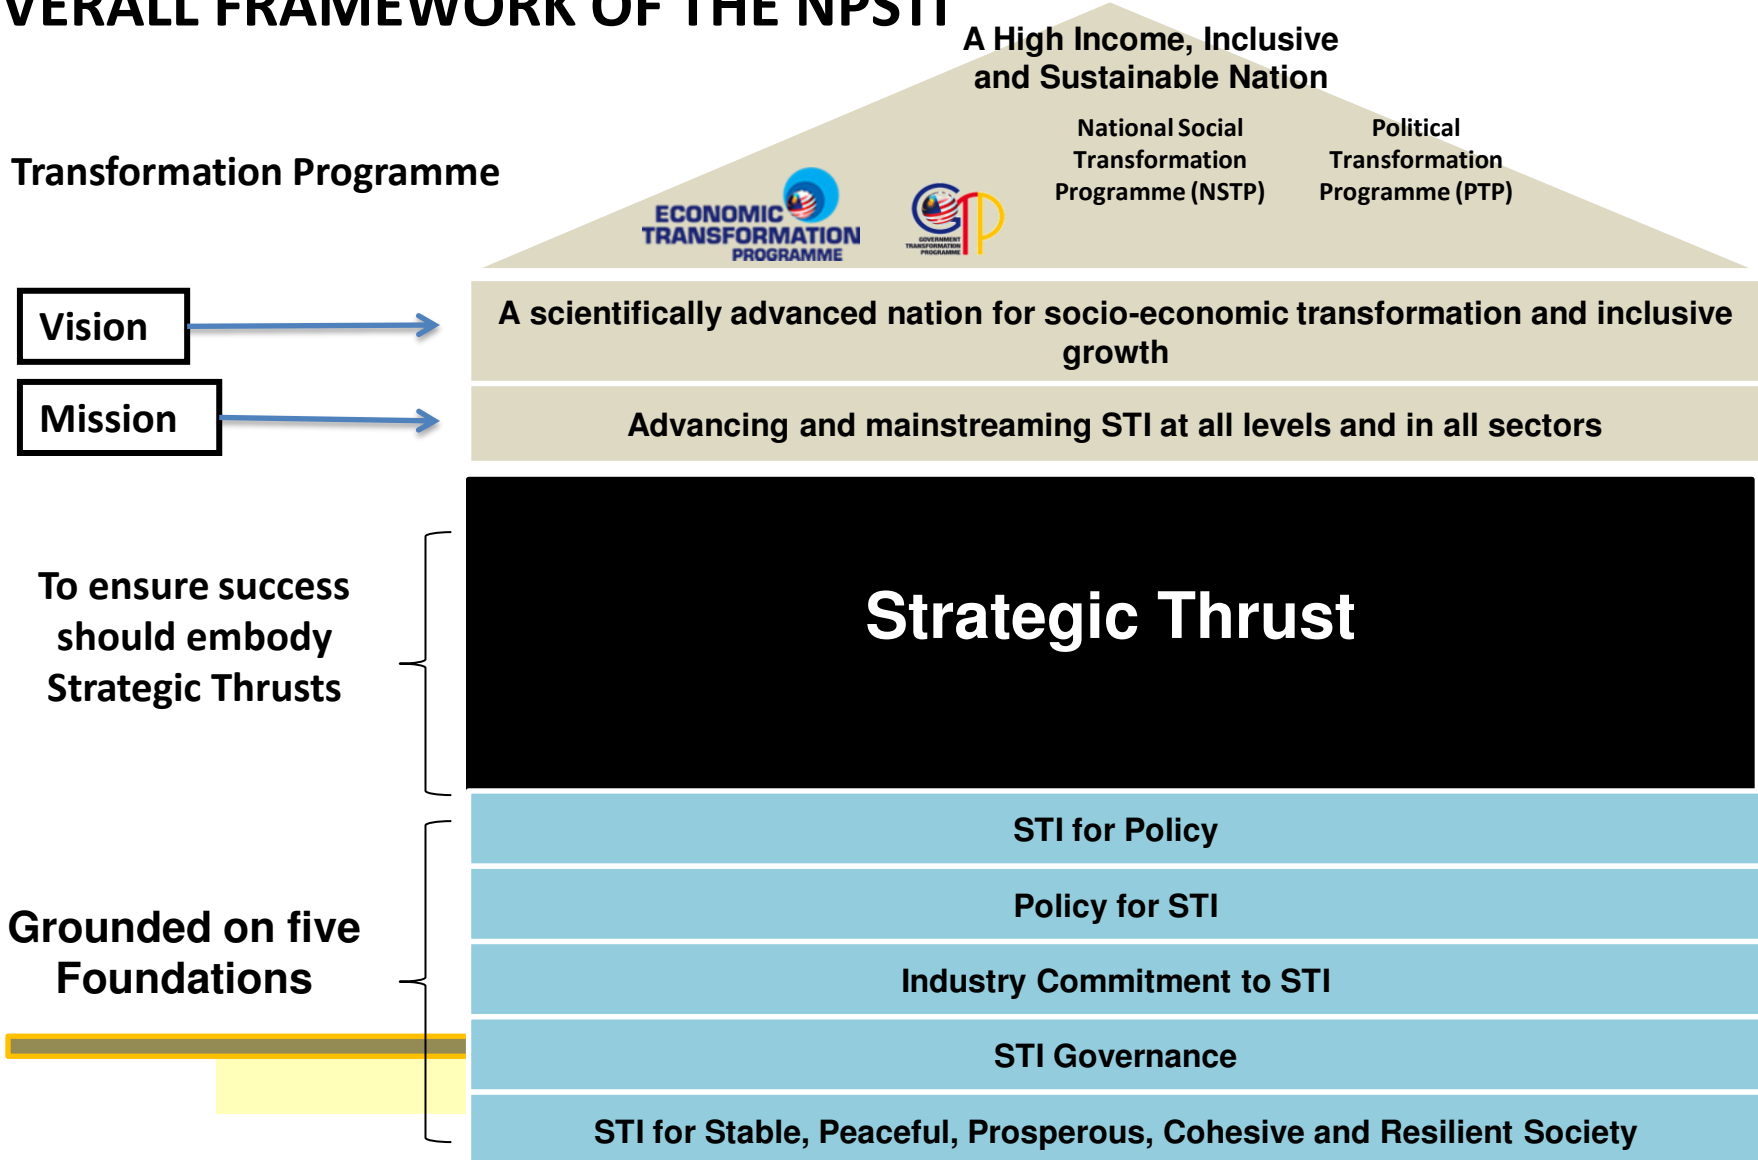 VERALL FRAMEWORK OF THE NPSTI
A High Income, Inclusive
and Sustainable Nation
National Social
Transformation
Programme (NSTP)
Political
Transformation
Programme (PTP)
Transformation Programme
ECONOMIC
TRANSFORMATION
PROGRAMME
GTP
GOVERNMENT
TRANSFORMATION
PROGRAMME
Vision
A scientifically advanced nation for socio-economic transformation and inclusive
growth
Mission
Advancing and mainstreaming STI at all levels and in all sectors
To ensure success
should embody
Strategic Thrusts
Strategic Thrust
Grounded on five
Foundations
STI for Policy
Policy for STI
Industry Commitment to STI
STI Governance
STI for Stable, Peaceful, Prosperous, Cohesive and Resilient Society